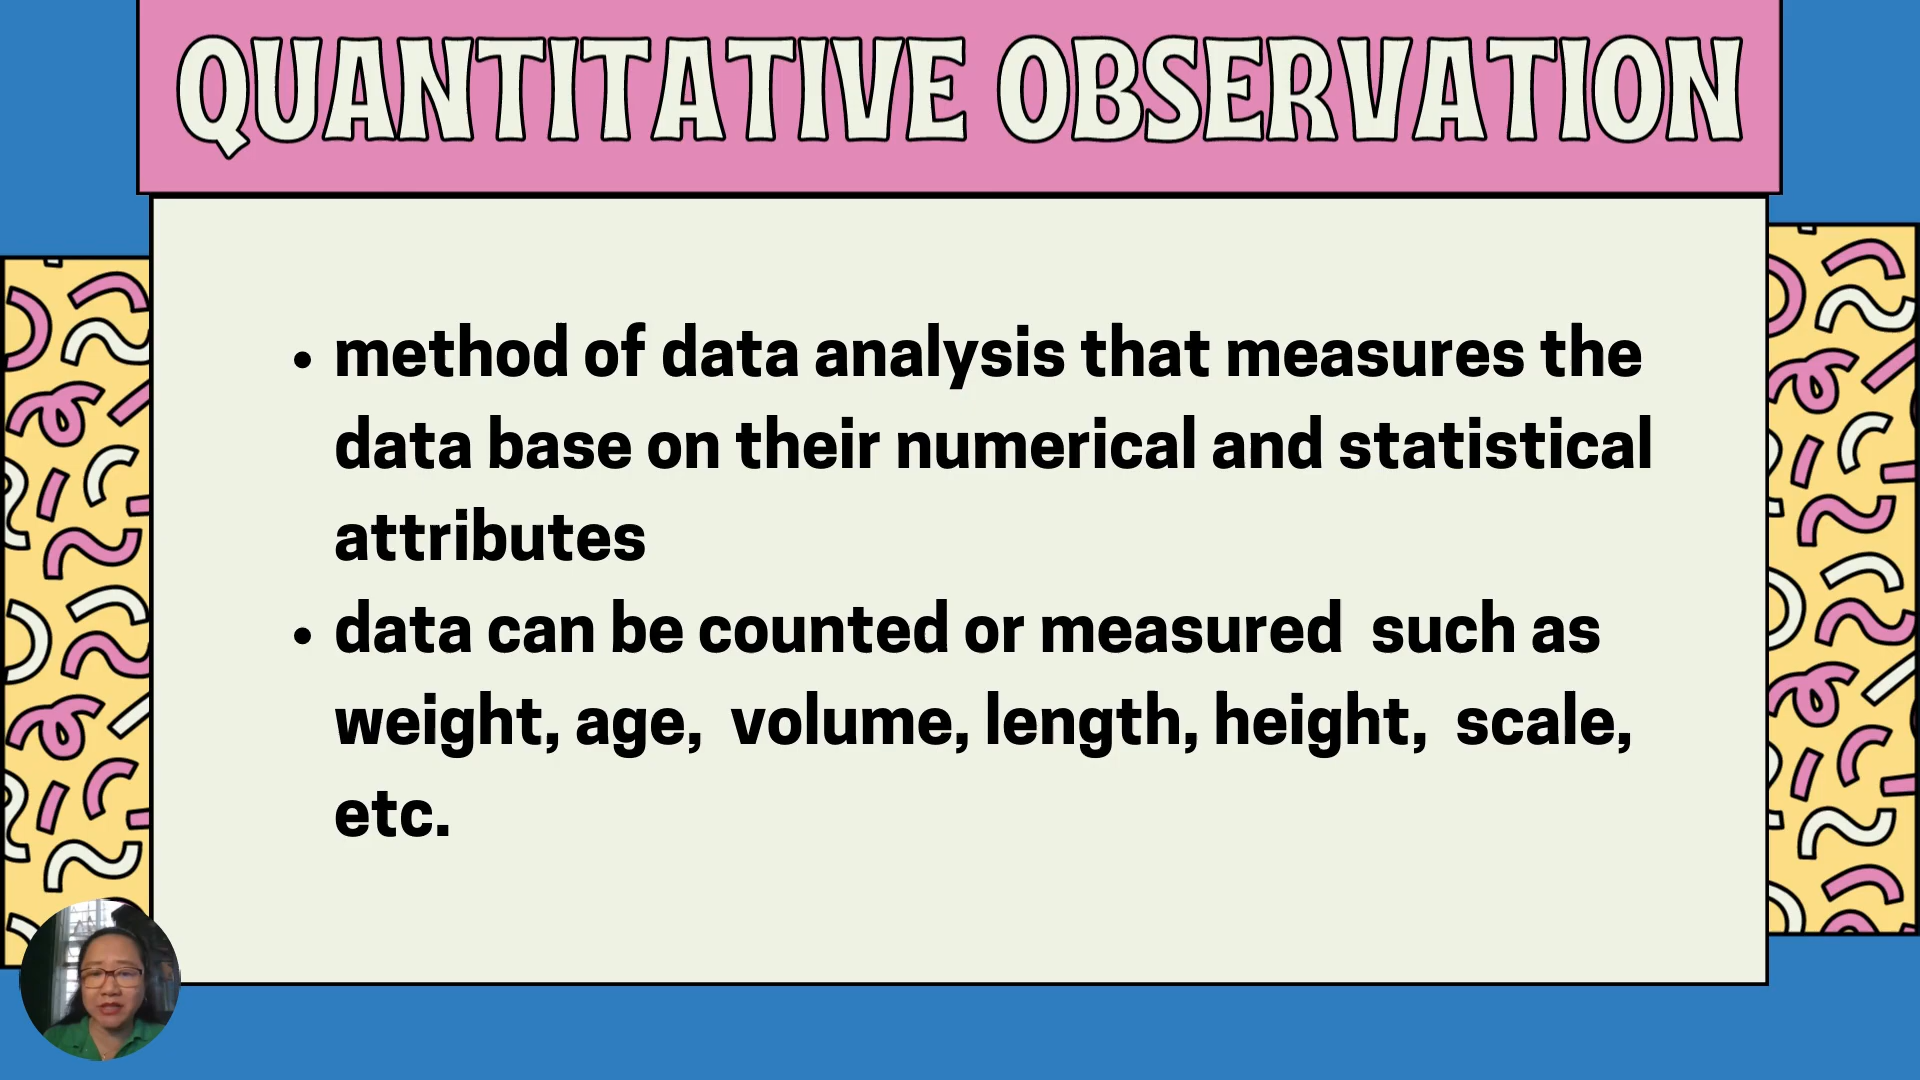 QUANTITATIVE OBSERVATION
• method of data analysis that measures the
data base on their numerical and statistical
attributes
• data can be counted or measured  such as
weight, age,  volume, length, height,  scale,
etc.